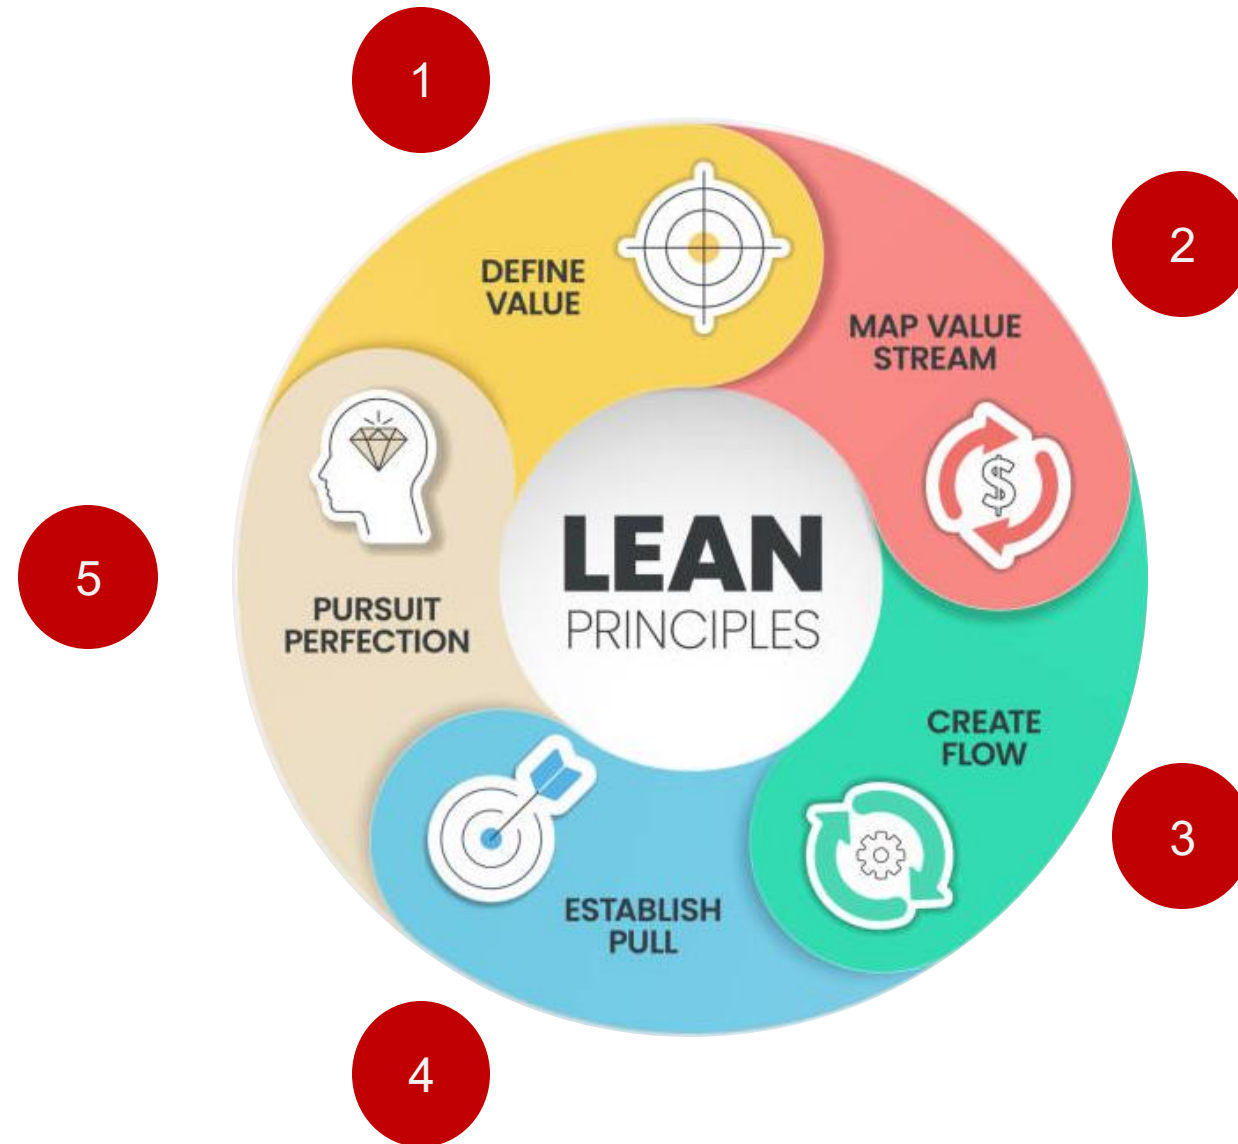 1
DEFINE
VALUE
2
MAP VALUE
STREAM
$
LEAN
PRINCIPLES
5
PURSUIT
PERFECTION
CREATE
FLOW
3
ESTABLISH
PULL
4